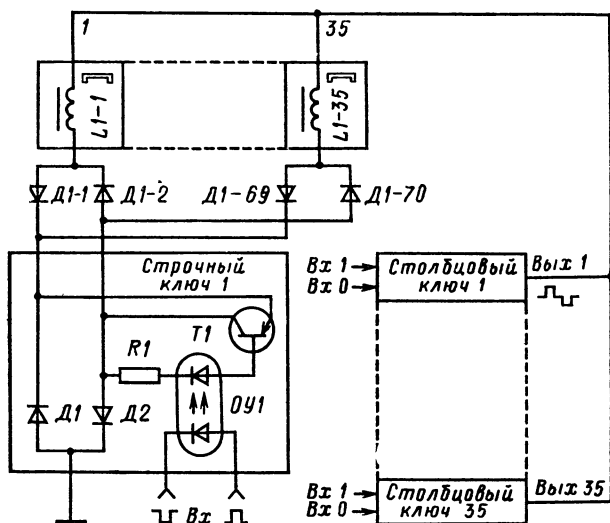 1 35
L1-1 L1-35
Д1-1 Д1-2 Д1-69 Д1-70
Строчный
ключ 1
T1
R1
Д1 Д2 ОУ1
Вх
Вх 1 Столбцовый Вых 1
Вх 0 ключ 1
Вх 1 Столбцовый Вых 35
Вх 0 ключ 35